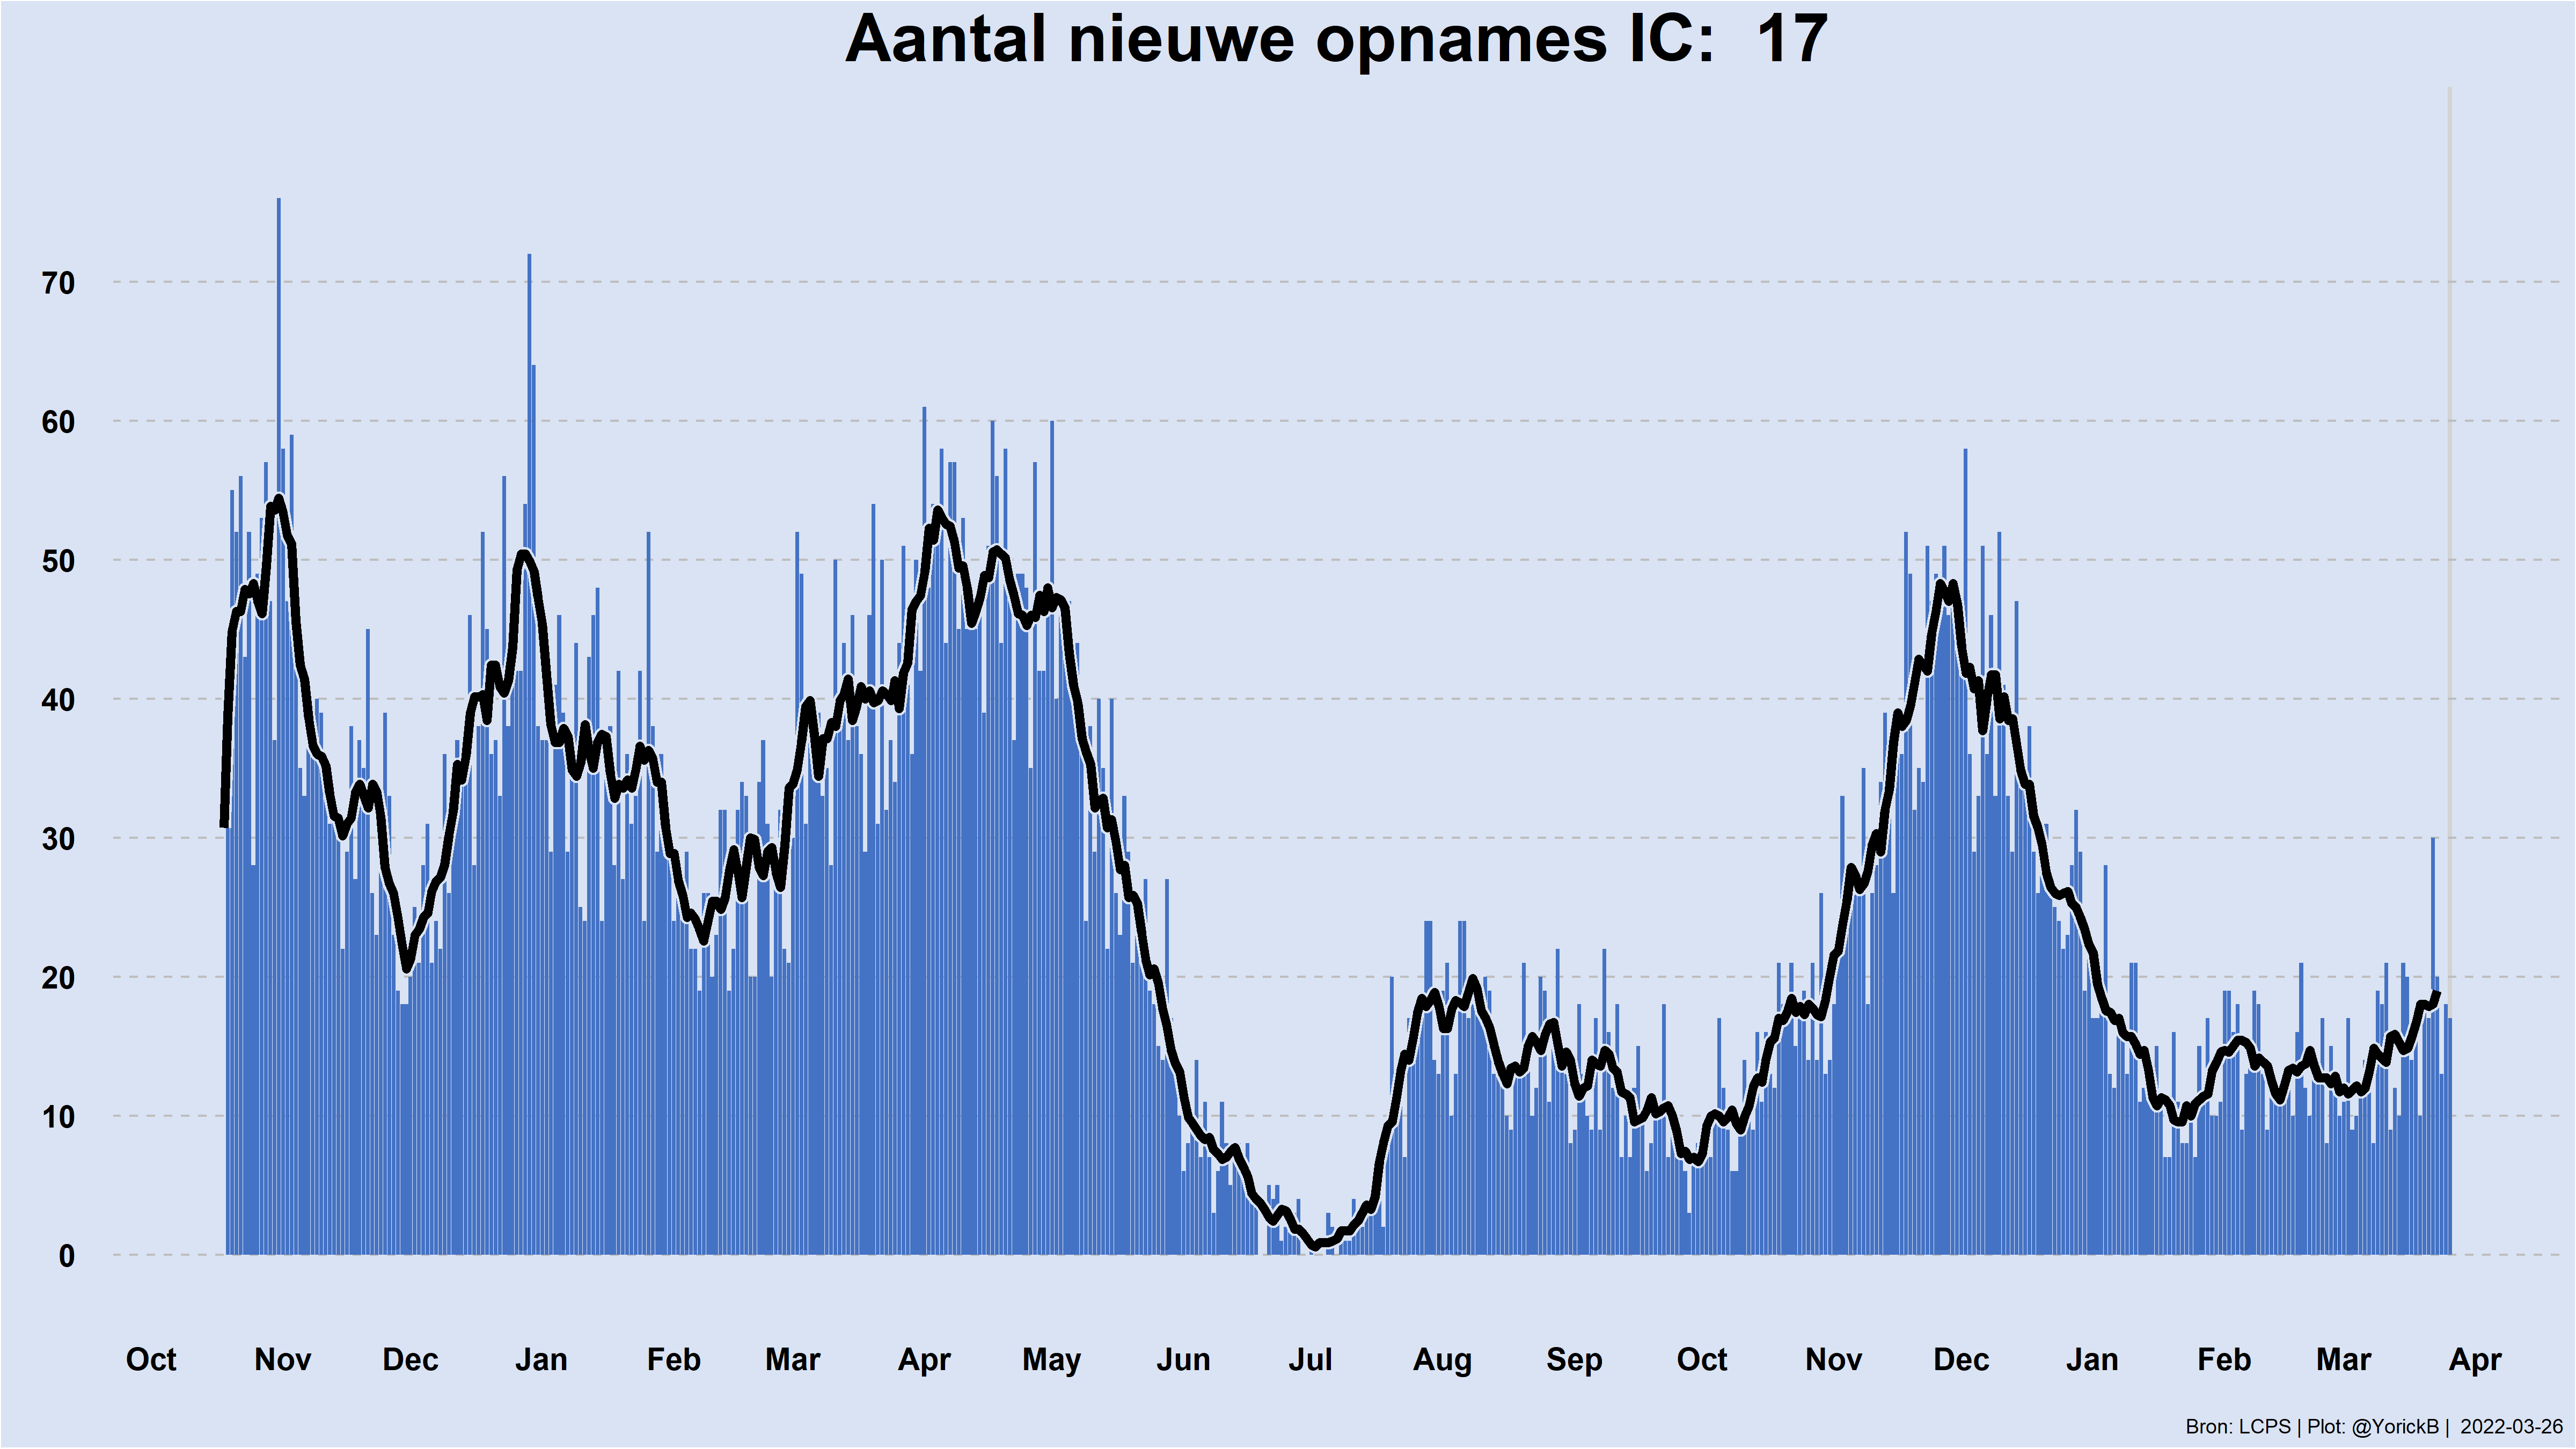 Aantal nieuwe opnames IC:  17
70
60
50
40
30
20
10
0
Oct Nov Dec Jan Feb Mar Apr May Jun Jul Aug Sep Oct Nov Dec Jan Feb Mar Apr
Bron: LCPS | Plot: @YorickB |  2022-03-26